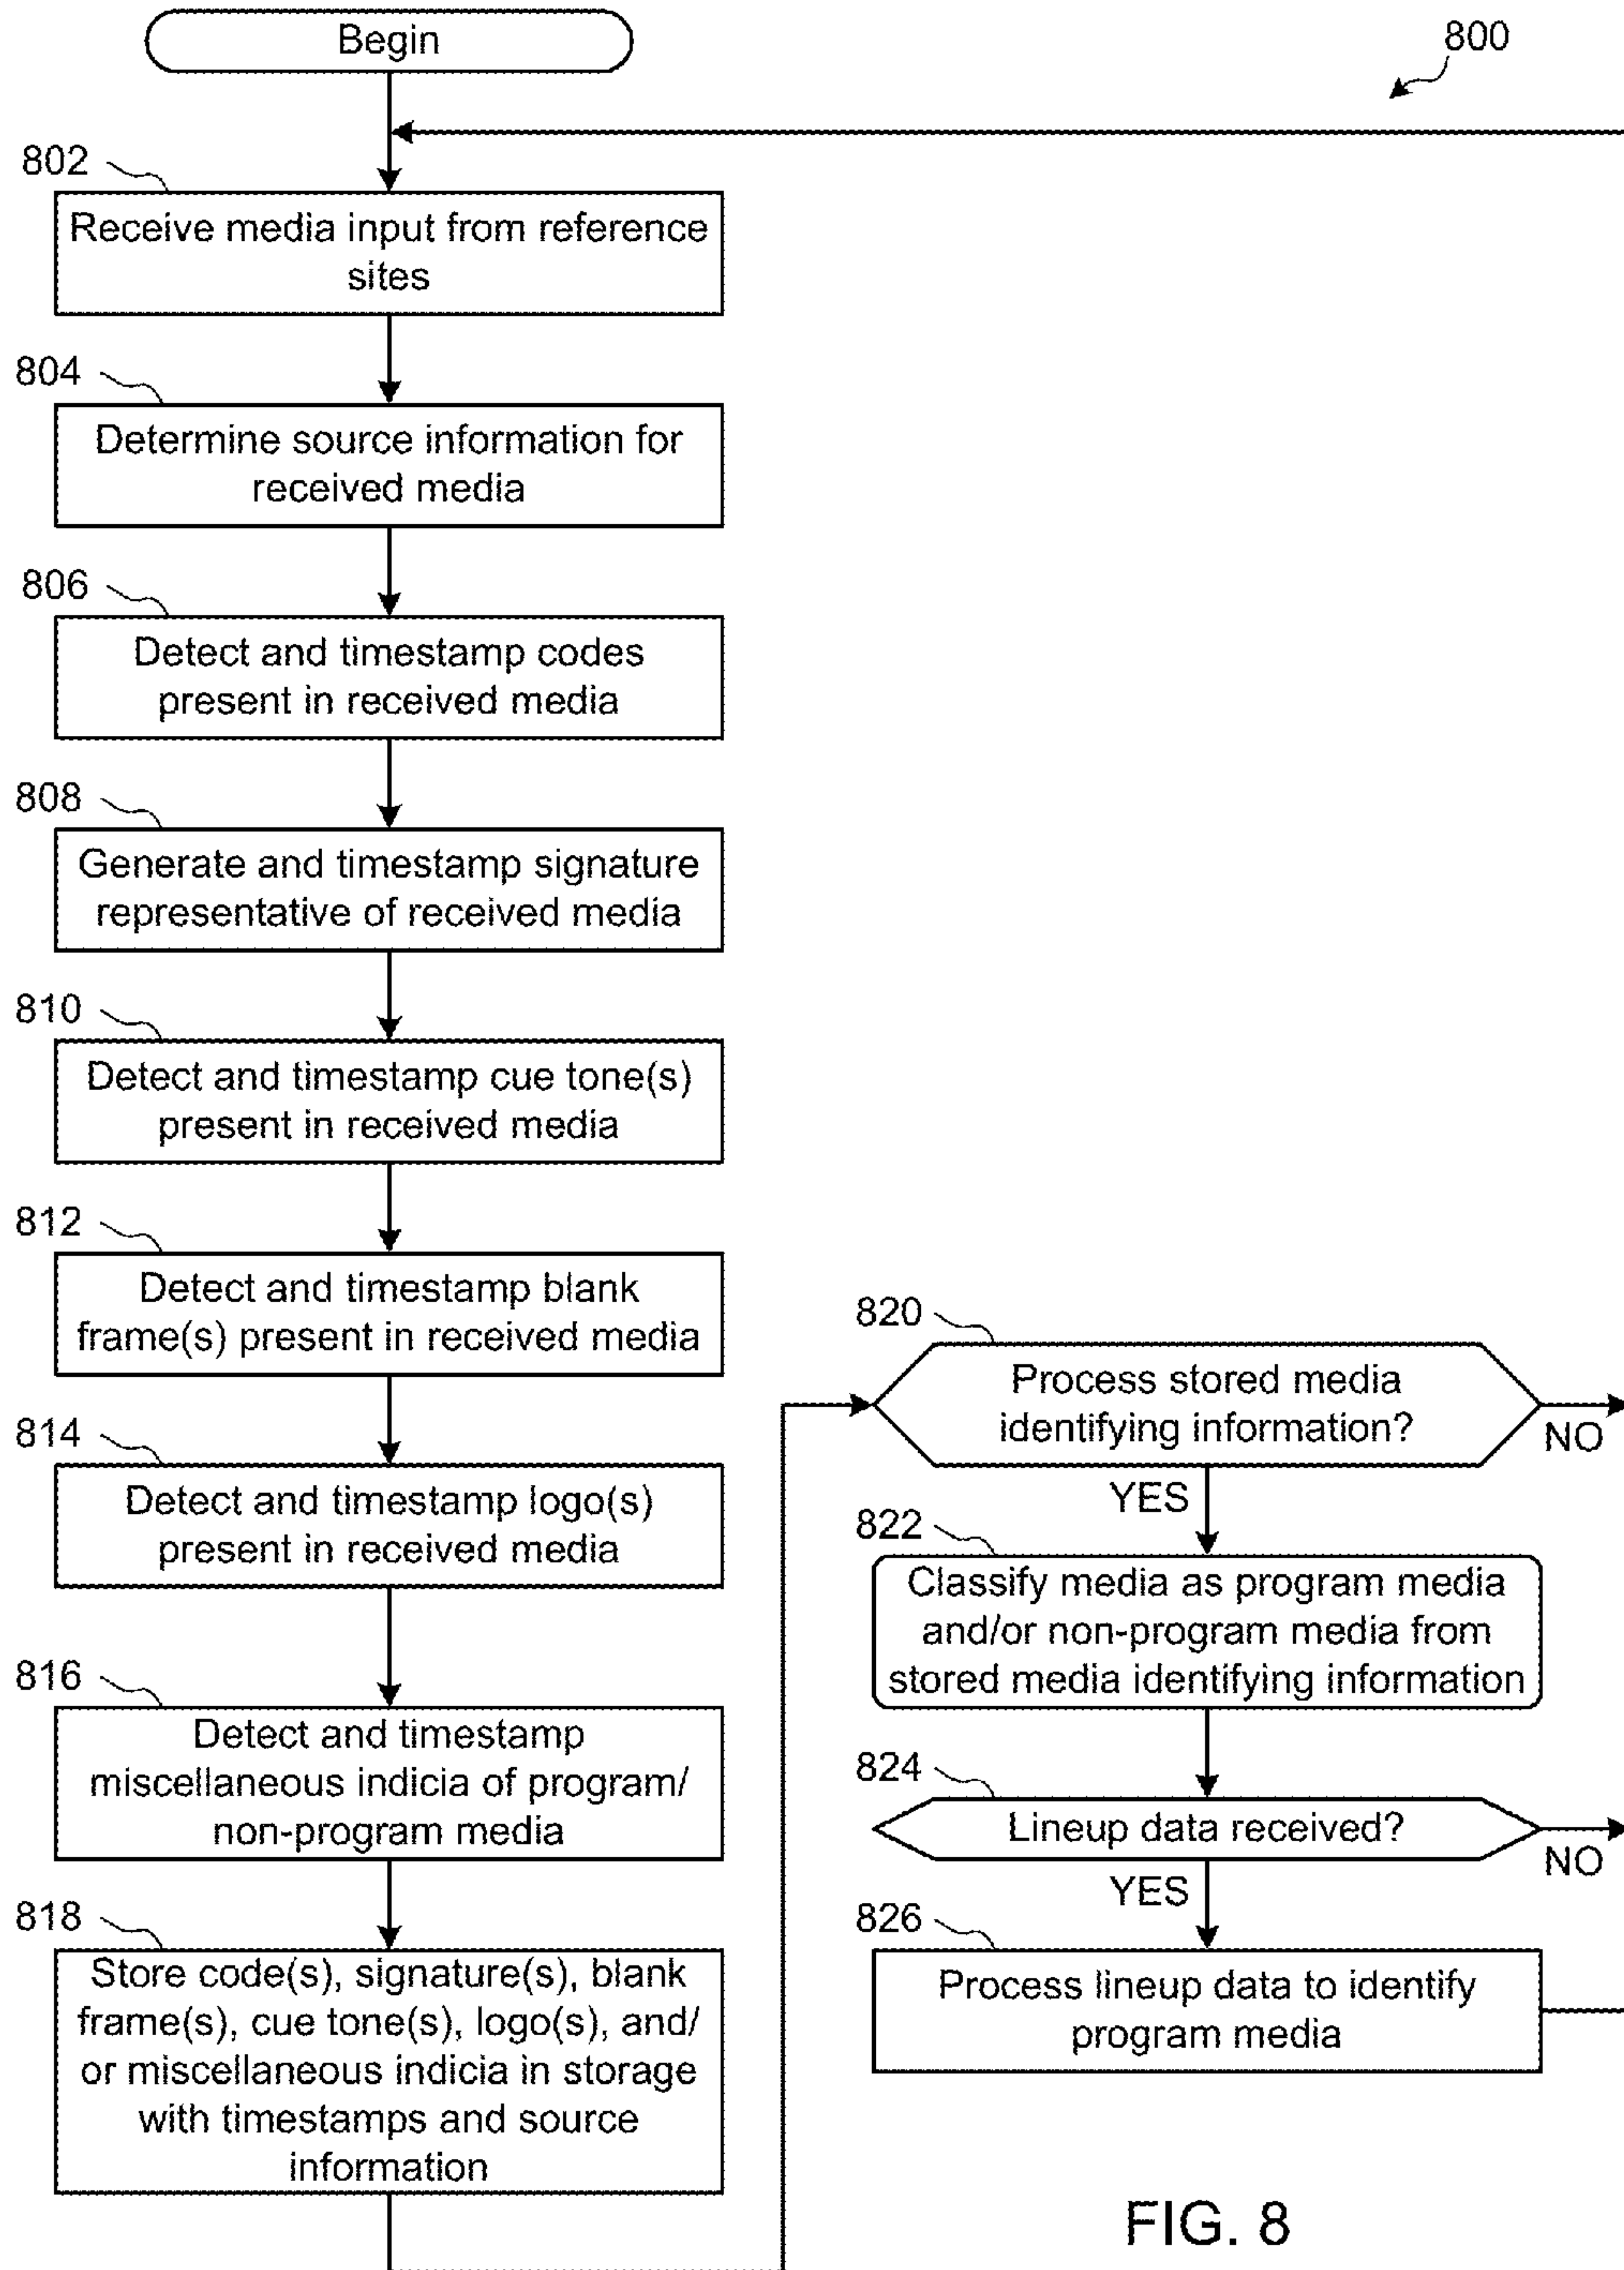 Begin
800
802
Receive media input from reference
sites
804
Determine source information for
received media
806
Detect and timestamp codes
present in received media
808
Generate and timestamp signature
representative of received media
810
Detect and timestamp cue tone(s)
present in received media
812
Detect and timestamp blank
frame(s) present in received media
814
Detect and timestamp logo(s)
present in received media
816
Detect and timestamp
miscellaneous indicia of program/
non-program media
818
Store code(s), signature(s), blank
frame(s), cue tone(s), logo(s), and/
or miscellaneous indicia in storage
with timestamps and source
information
820
Process stored media
identifying information?
NO
YES
822
Classify media as program media
and/or non-program media from
stored media identifying information
824
Lineup data received?
NO
YES
826
Process lineup data to identify
program media
FIG. 8